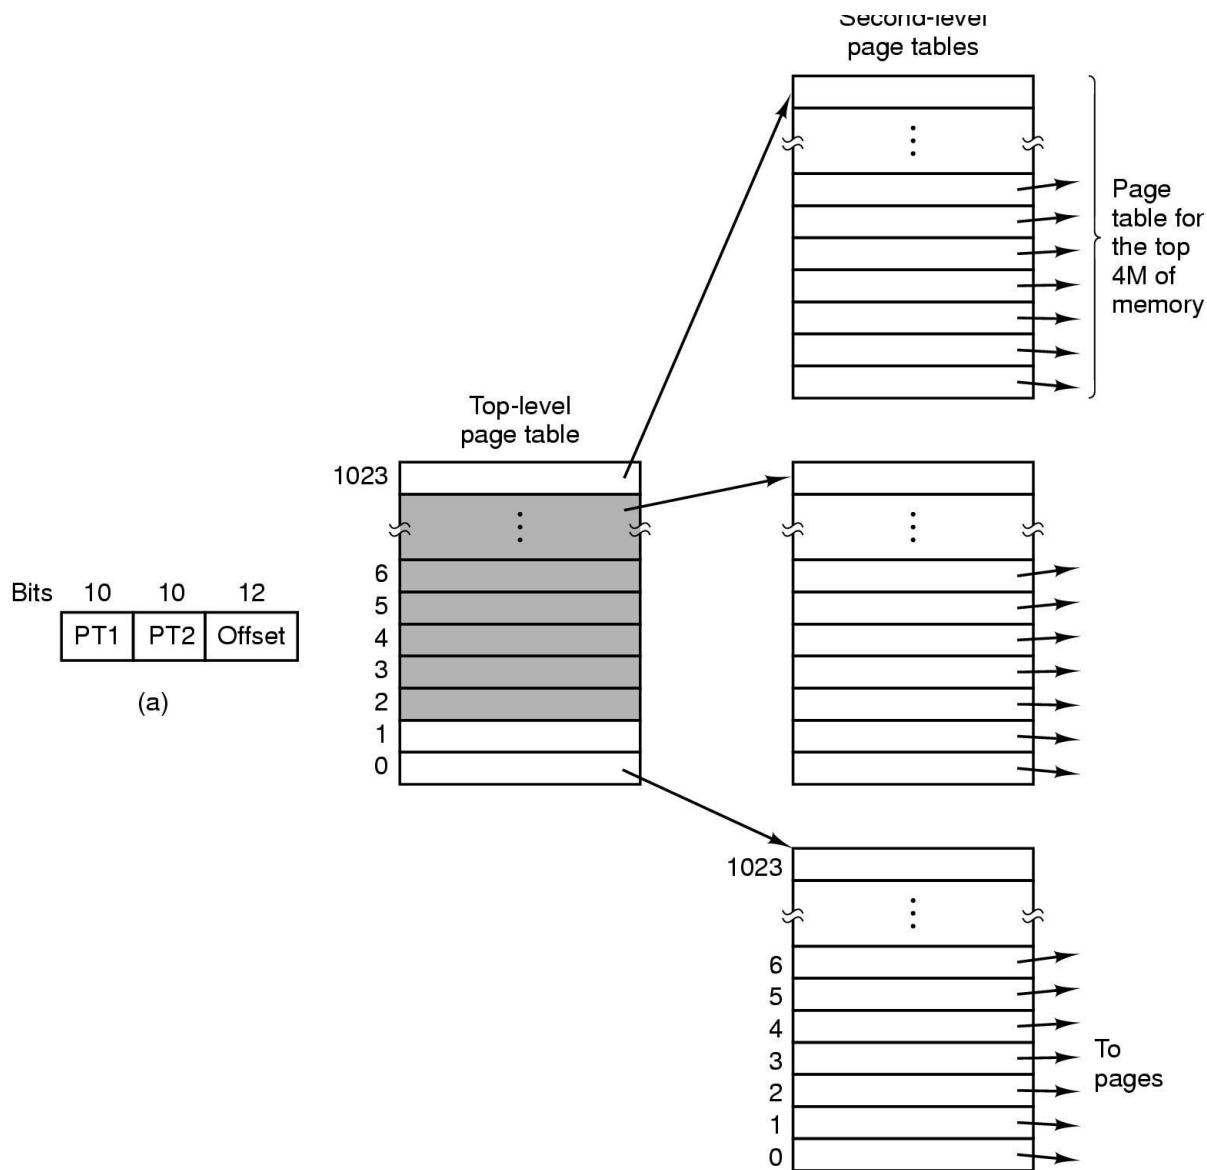 Second-level
page tables
Page
table for
the top
4M of
memory
Top-level
page table
1023
6
5
4
3
2
1
0
Bits 10 10 12
PT1 PT2 Offset
(a)
1023
6
5
4
3
2
1
0
To
pages